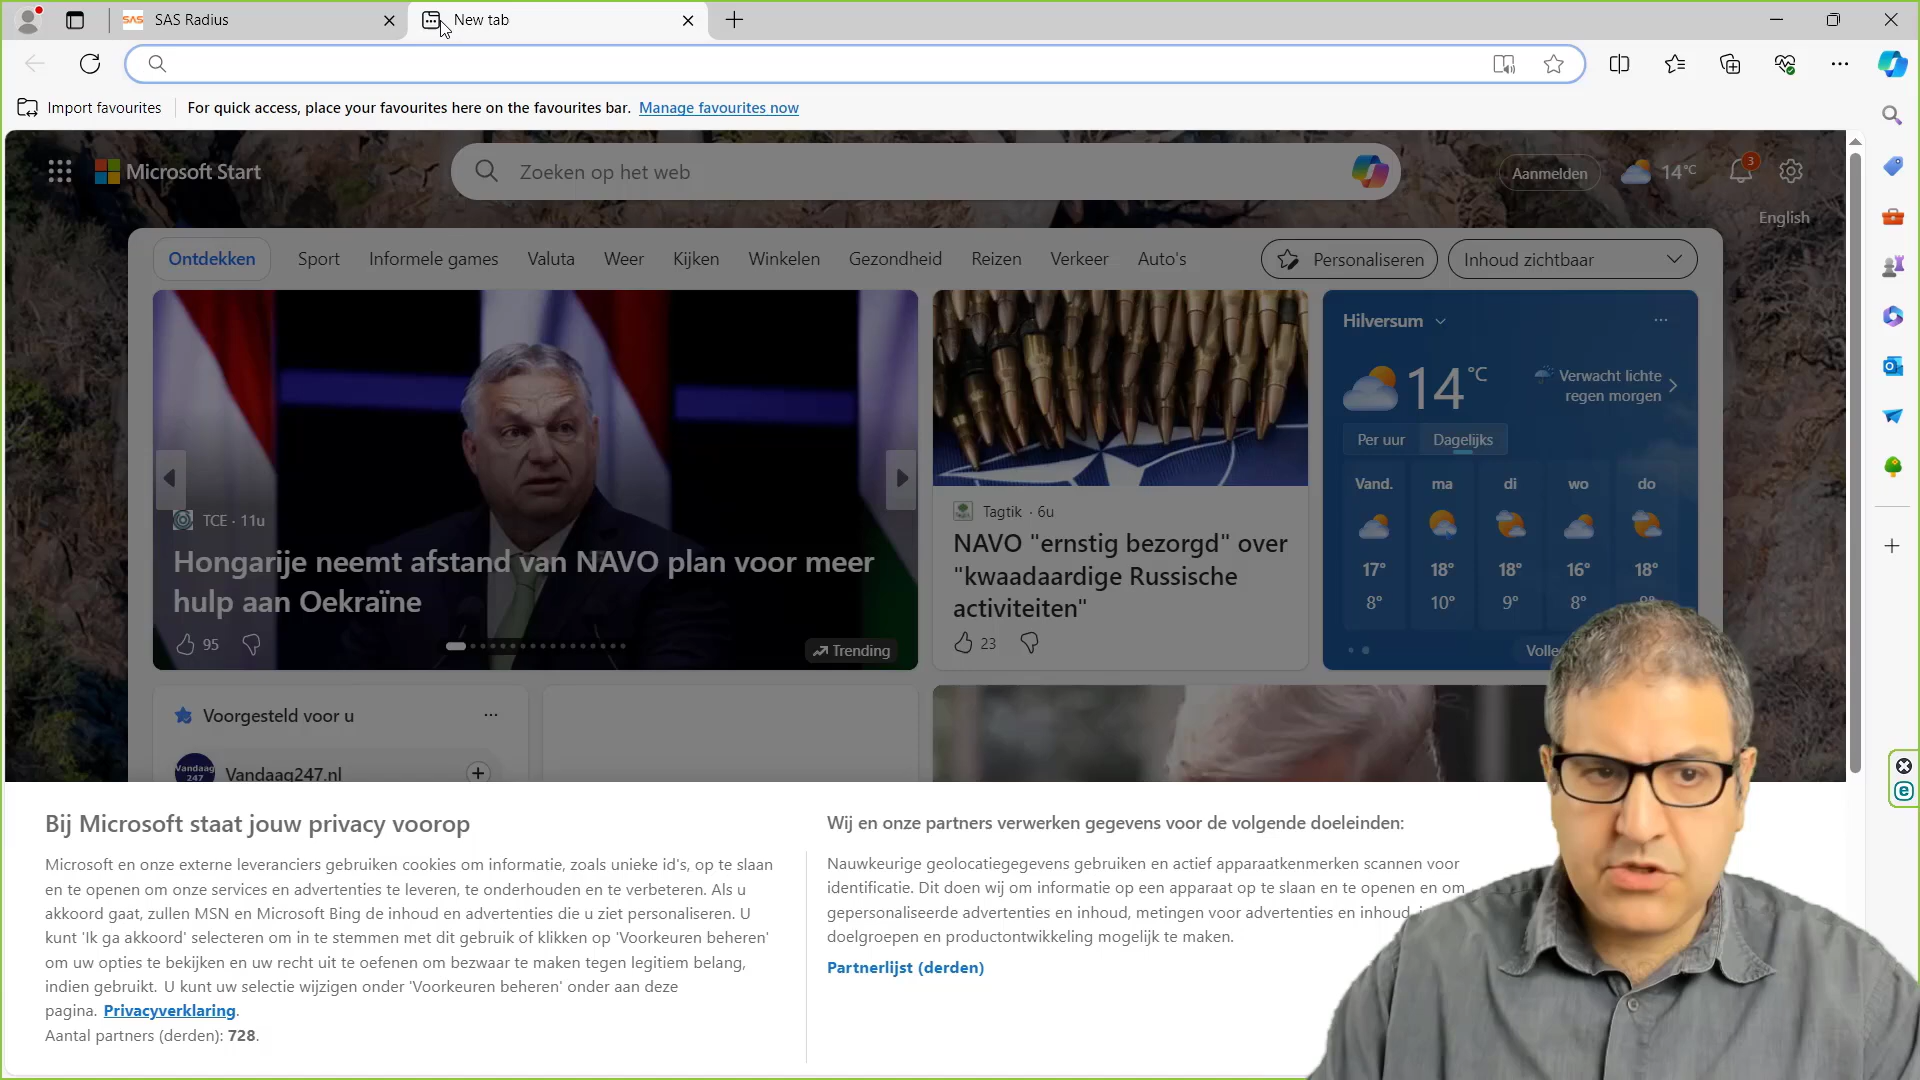 SAS SAS Radius
New tab
Import favourites For quick access, place your favourites here on the favourites bar. Manage favourites now
Microsoft Start
Zoeken op het web
Aanmelden
14°C
3
English
Ontdekken Sport Informele games Valuta Weer Kijken Winkelen Gezondheid Reizen Verkeer Auto's
Personaliseren
Inhoud zichtbaar
TCE · 11u
Hongarije neemt afstand van NAVO plan voor meer
hulp aan Oekraïne
95
Trending
Tagtik · 6u
NAVO "ernstig bezorgd" over
"kwaadaardige Russische
activiteiten"
23
Hilversum
14 °C
Verwacht lichte
regen morgen
Per uur Dagelijks
Vand. ma di wo do
17° 18° 18° 16° 18°
8° 10° 9° 8°
Voorgesteld voor u
Vandaag
247
Vandaag247.nl
Bij Microsoft staat jouw privacy voorop
Microsoft en onze externe leveranciers gebruiken cookies om informatie, zoals unieke id's, op te slaan
en te openen om onze services en advertenties te leveren, te onderhouden en te verbeteren. Als u
akkoord gaat, zullen MSN en Microsoft Bing de inhoud en advertenties die u ziet personaliseren. U
kunt 'Ik ga akkoord' selecteren om in te stemmen met dit gebruik of klikken op 'Voorkeuren beheren'
om uw opties te bekijken en uw recht uit te oefenen om bezwaar te maken tegen legitiem belang,
indien gebruikt. U kunt uw selectie wijzigen onder 'Voorkeuren beheren' onder aan deze
pagina. Privacyverklaring.
Aantal partners (derden): 728.
Wij en onze partners verwerken gegevens voor de volgende doeleinden:
Nauwkeurige geolocatiegegevens gebruiken en actief apparaatkenmerken scannen voor
identificatie. Dit doen wij om informatie op een apparaat op te slaan en te openen en om
gepersonaliseerde advertenties en inhoud, metingen voor advertenties en inhoud,
doelgroepen en productontwikkeling mogelijk te maken.
Partnerlijst (derden)